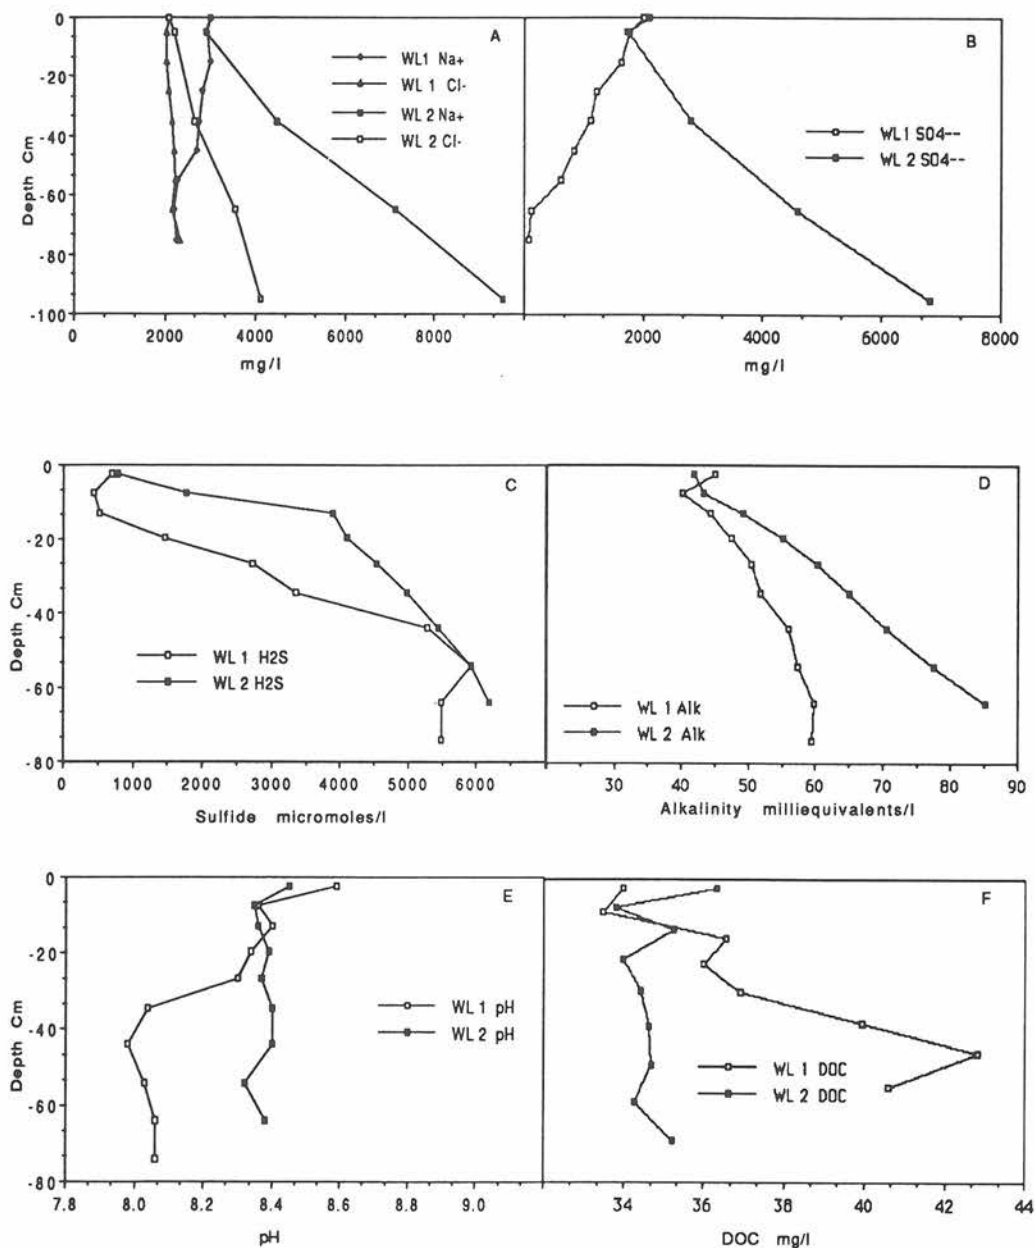 A
WL1 Na+
WL 1 Cl-
WL 2 Na+
WL 2 Cl-
Depth Cm
0
-20
-40
-60
-80
-100
0
2000
4000
6000
8000
mg/l
B
WL 1 SO4--
WL 2 SO4--
2000
4000
6000
8000
mg/l
C
WL 1 H2S
WL 2 H2S
Depth Cm
0
-20
-40
-60
-80
0
1000
2000
3000
4000
5000
6000
Sulfide micromoles/l
D
WL 1 Alk
WL 2 Alk
30
40
50
60
70
80
90
Alkalinity milliequivalents/l
E
WL 1 pH
WL 2 pH
Depth Cm
0
-20
-40
-60
-80
7.8
8.0
8.2
8.4
8.6
8.8
9.0
pH
F
WL 1 DOC
WL 2 DOC
34
36
38
40
42
44
DOC mg/l